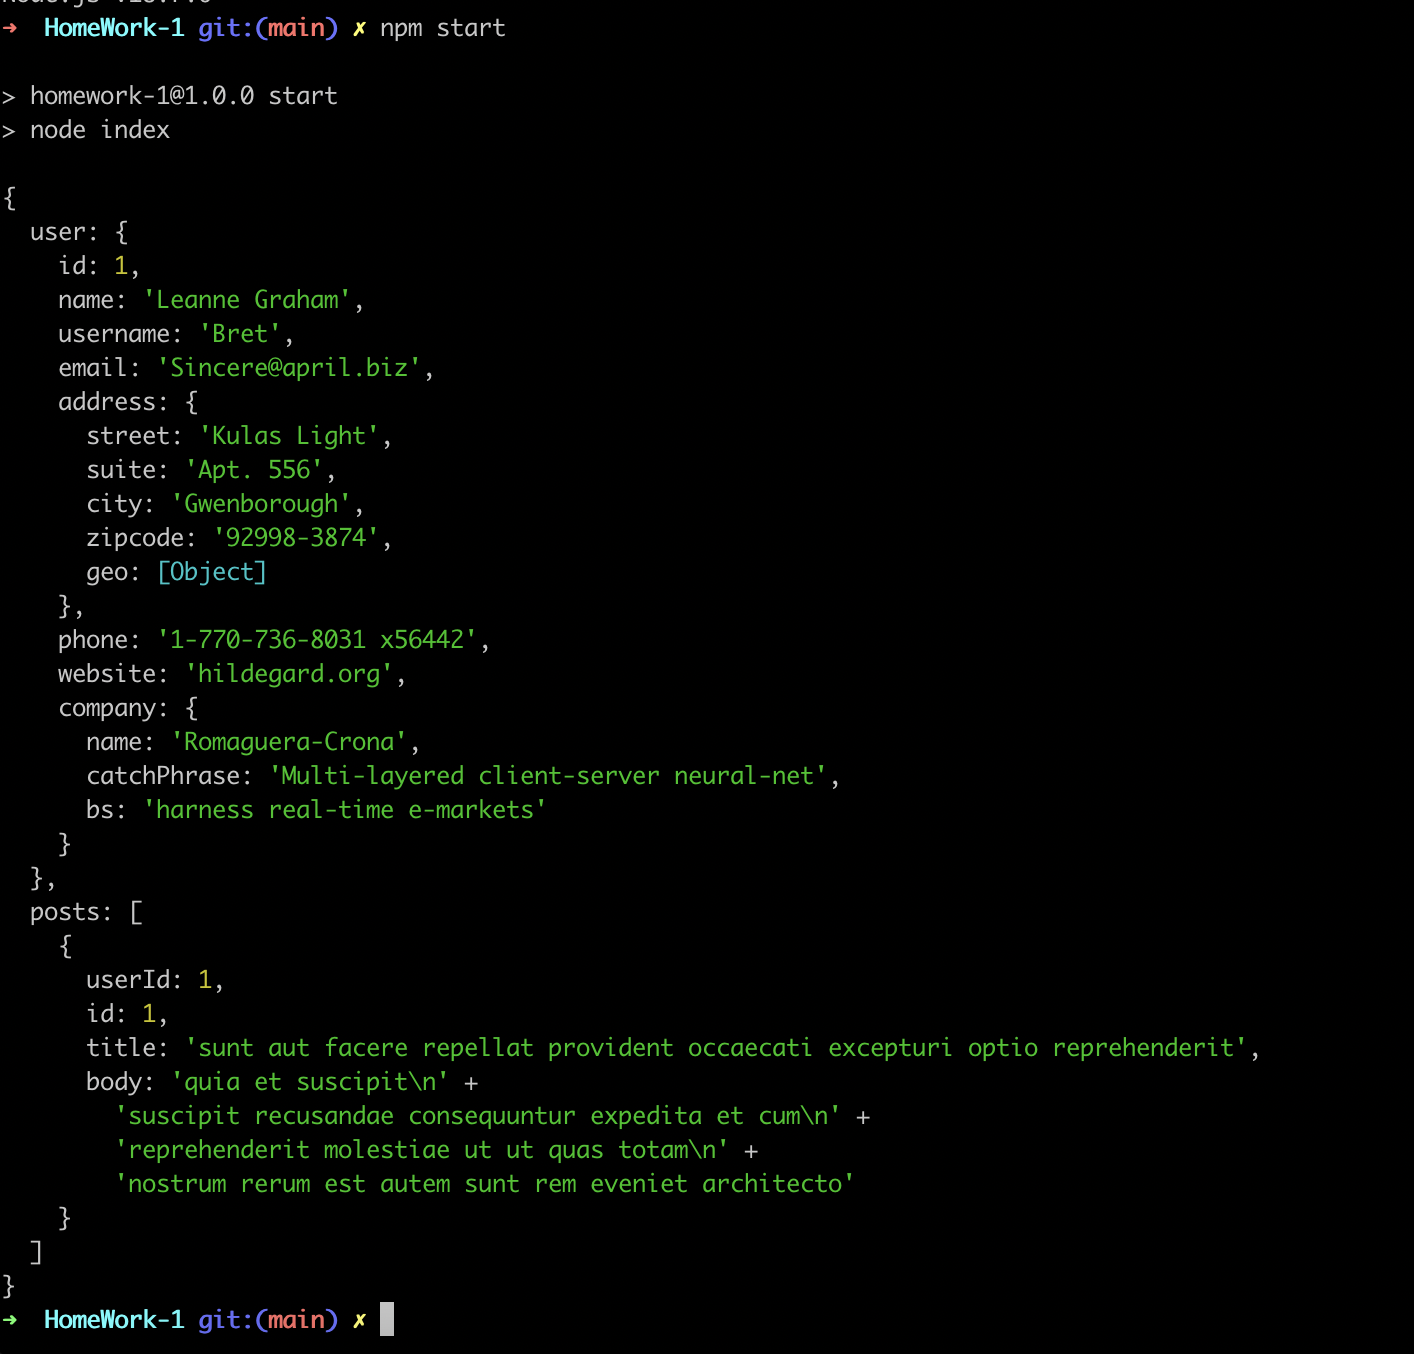 ➜  HomeWork-1 git:(main) ✗ npm start

> homework-1@1.0.0 start
> node index

{
  user: {
    id: 1,
    name: 'Leanne Graham',
    username: 'Bret',
    email: 'Sincere@april.biz',
    address: {
      street: 'Kulas Light',
      suite: 'Apt. 556',
      city: 'Gwenborough',
      zipcode: '92998-3874',
      geo: [Object]
    },
    phone: '1-770-736-8031 x56442',
    website: 'hildegard.org',
    company: {
      name: 'Romaguera-Crona',
      catchPhrase: 'Multi-layered client-server neural-net',
      bs: 'harness real-time e-markets'
    }
  },
  posts: [
    {
      userId: 1,
      id: 1,
      title: 'sunt aut facere repellat provident occaecati excepturi optio reprehenderit',
      body: 'quia et suscipit\n' +
        'suscipit recusandae consequuntur expedita et cum\n' +
        'reprehenderit molestiae ut ut quas totam\n' +
        'nostrum rerum est autem sunt rem eveniet architecto'
    }
  ]
}
➜  HomeWork-1 git:(main) ✗